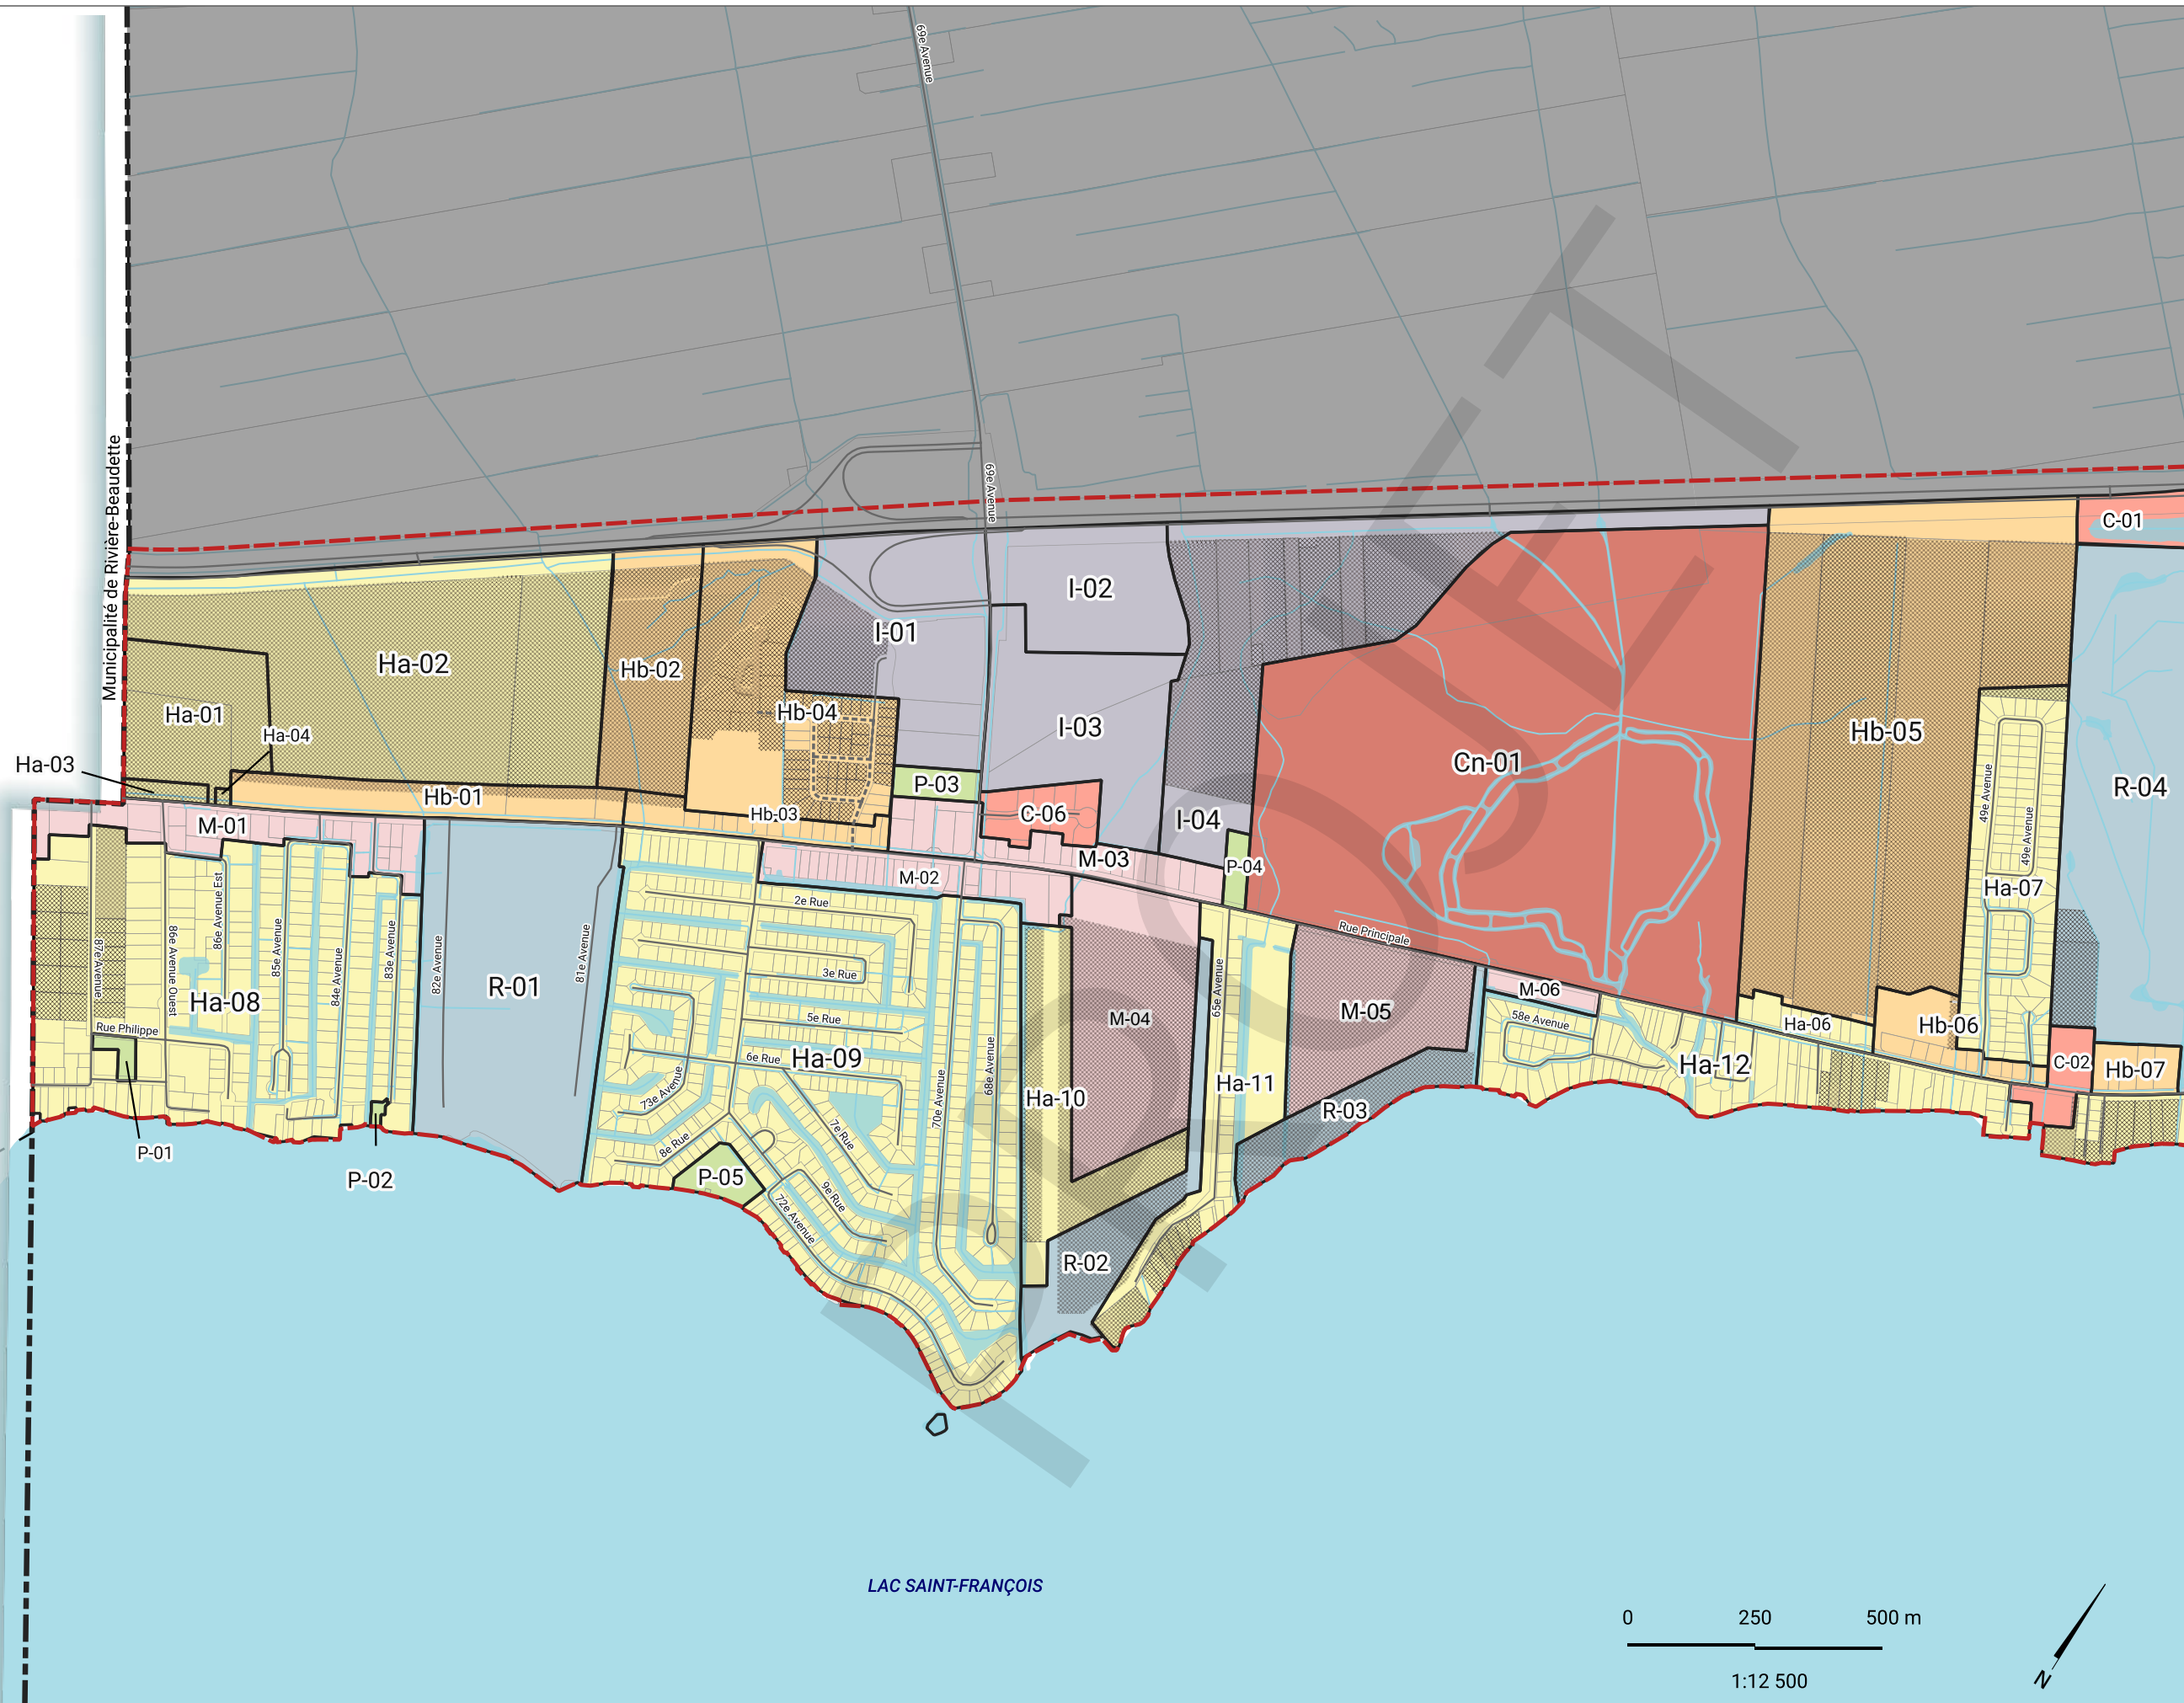 69e Avenue
Municipalité de Rivière-Beaudette
69e Avenue
C-01
I-02
I-01
Ha-02
Hb-02
Ha-01
Hb-04
Ha-04
I-03
Hb-05
Ha-03
Cn-01
P-03
R-04
Hb-01
49e Avenue
49e Avenue
Hb-03
C-06
I-04
M-01
M-03
P-04
M-02
Ha-07
2e Rue
86e Avenue Est
Rue Principale
87e Avenue
86e Avenue Ouest
85e Avenue
84e Avenue
83e Avenue
82e Avenue
81e Avenue
3e Rue
R-01
65e Avenue
M-06
Ha-08
M-05
M-04
5e Rue
58e Avenue
Ha-06
Hb-06
Rue Philippe
6e Rue
Ha-09
68e Avenue
Ha-12
C-02
Hb-07
73e Avenue
70e Avenue
Ha-11
Ha-10
R-03
7e Rue
8e Rue
P-01
P-02
P-05
9e Rue
72e Avenue
R-02
LAC SAINT-FRANÇOIS
0 250 500 m
1:12 500
N